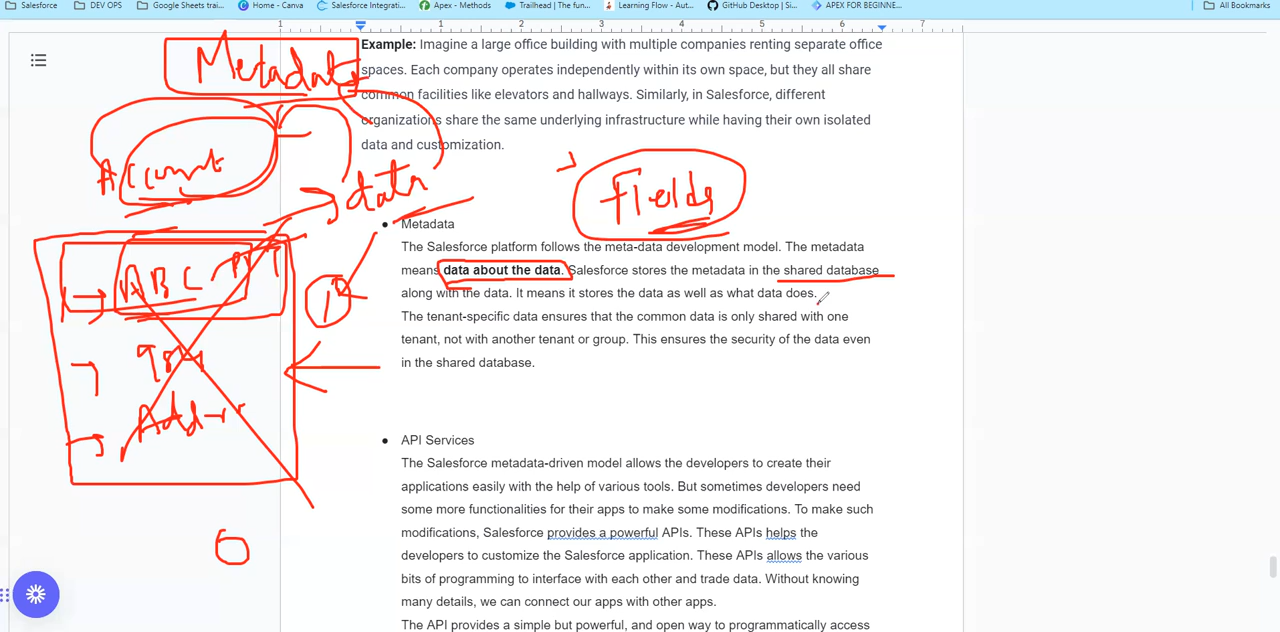 Salesforce
DEV OPS
Google Sheets trai...
Home - Canva
Salesforce Integrati...
Apex - Methods
Trailhead | The fun...
Learning Flow - Aut...
GitHub Desktop | Si...
APEX FOR BEGINNE...
All Bookmarks
1 1 2 3 4 5 6 7
Example: Imagine a large office building with multiple companies renting separate office
spaces. Each company operates independently within its own space, but they all share
common facilities like elevators and hallways. Similarly, in Salesforce, different
organizations share the same underlying infrastructure while having their own isolated
data and customization.
Metadata
Account
data
Fields
ABC
Metadata
The Salesforce platform follows the meta-data development model. The metadata
means data about the data. Salesforce stores the metadata in the shared database
along with the data. It means it stores the data as well as what data does.
The tenant-specific data ensures that the common data is only shared with one
tenant, not with another tenant or group. This ensures the security of the data even
in the shared database.
API Services
The Salesforce metadata-driven model allows the developers to create their
applications easily with the help of various tools. But sometimes developers need
some more functionalities for their apps to make some modifications. To make such
modifications, Salesforce provides a powerful APIs. These APIs helps the
developers to customize the Salesforce application. These APIs allows the various
bits of programming to interface with each other and trade data. Without knowing
many details, we can connect our apps with other apps.
The API provides a simple but powerful, and open way to programmatically access